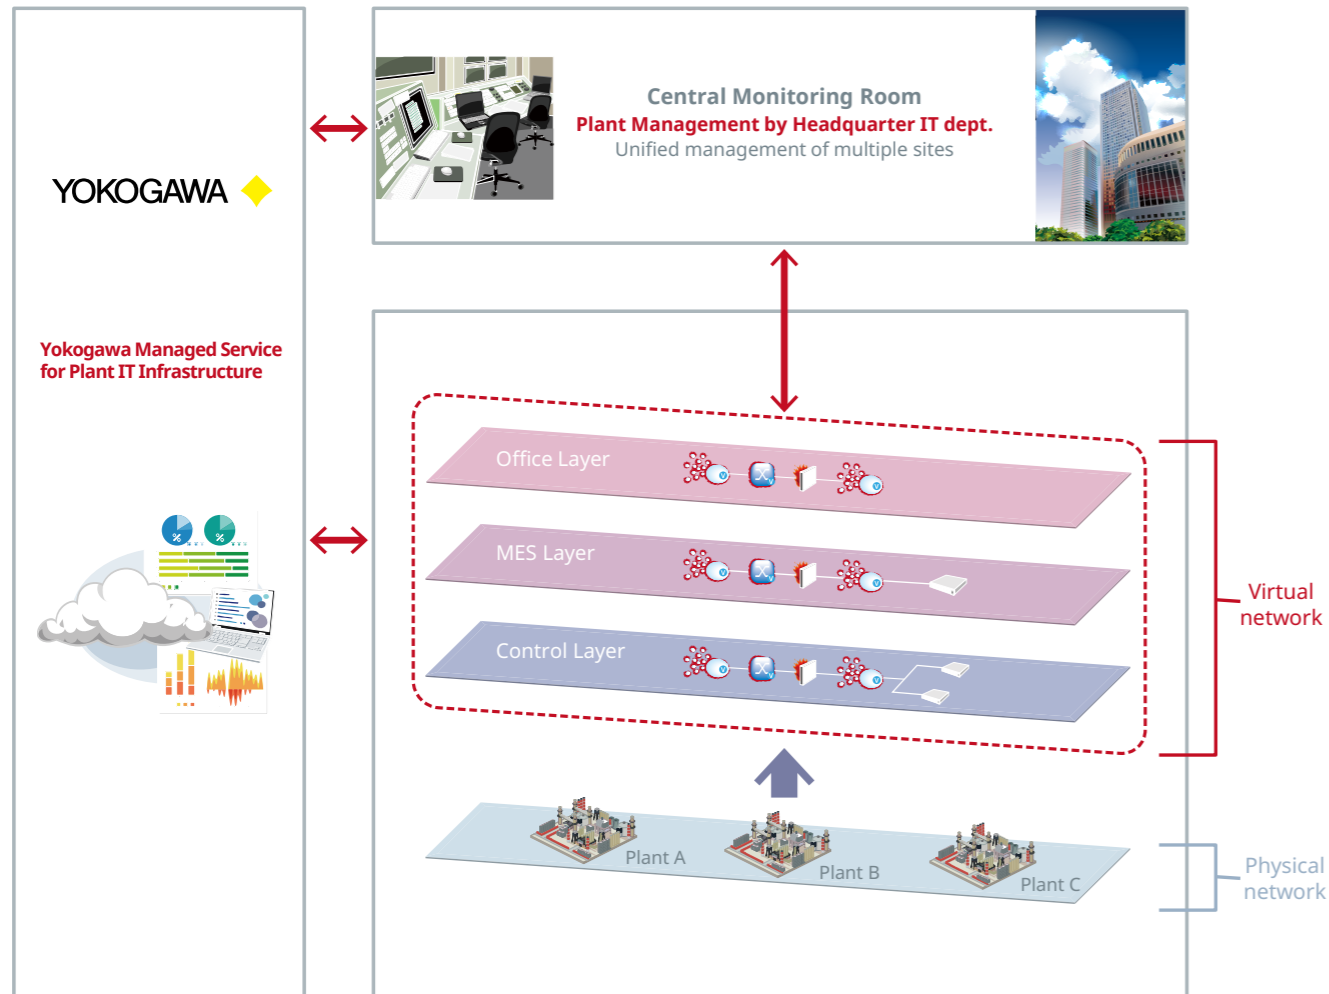 YOKOGAWA
Yokogawa Managed Service
for Plant IT Infrastructure
%
%
Central Monitoring Room
Plant Management by Headquarter IT dept.
Unified management of multiple sites
Office Layer
V
V
V
MES Layer
V
V
V
Control Layer
V
V
V
Virtual
network
Plant A
Plant B
Plant C
Physical
network